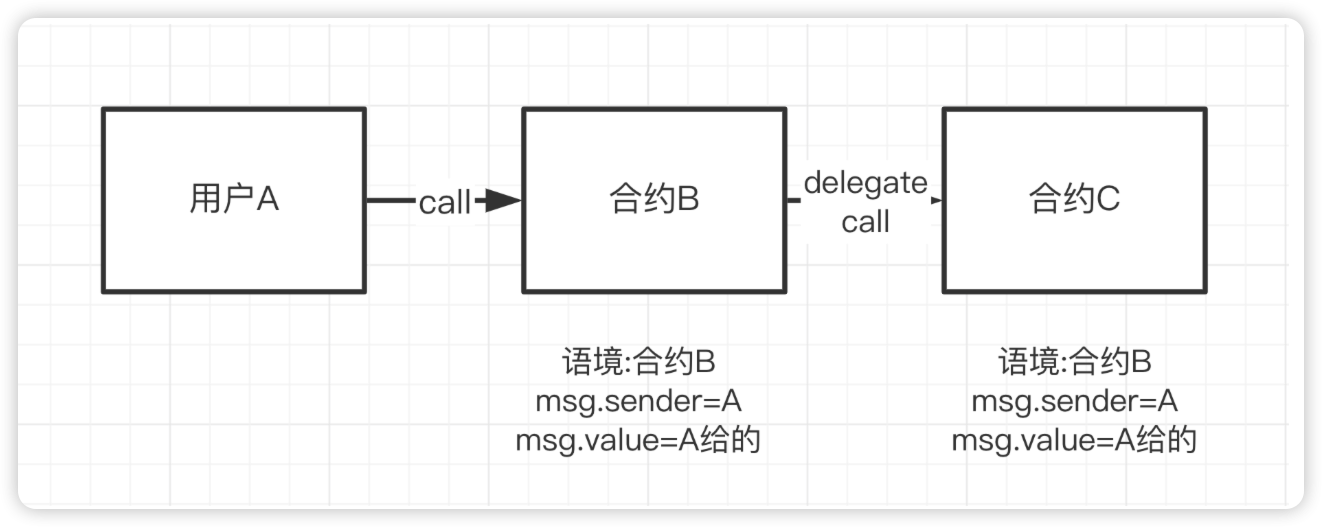 用户A
call
合约B
delegate
call
合约C
语境:合约B
msg.sender=A
msg.value=A给的
语境:合约B
msg.sender=A
msg.value=A给的